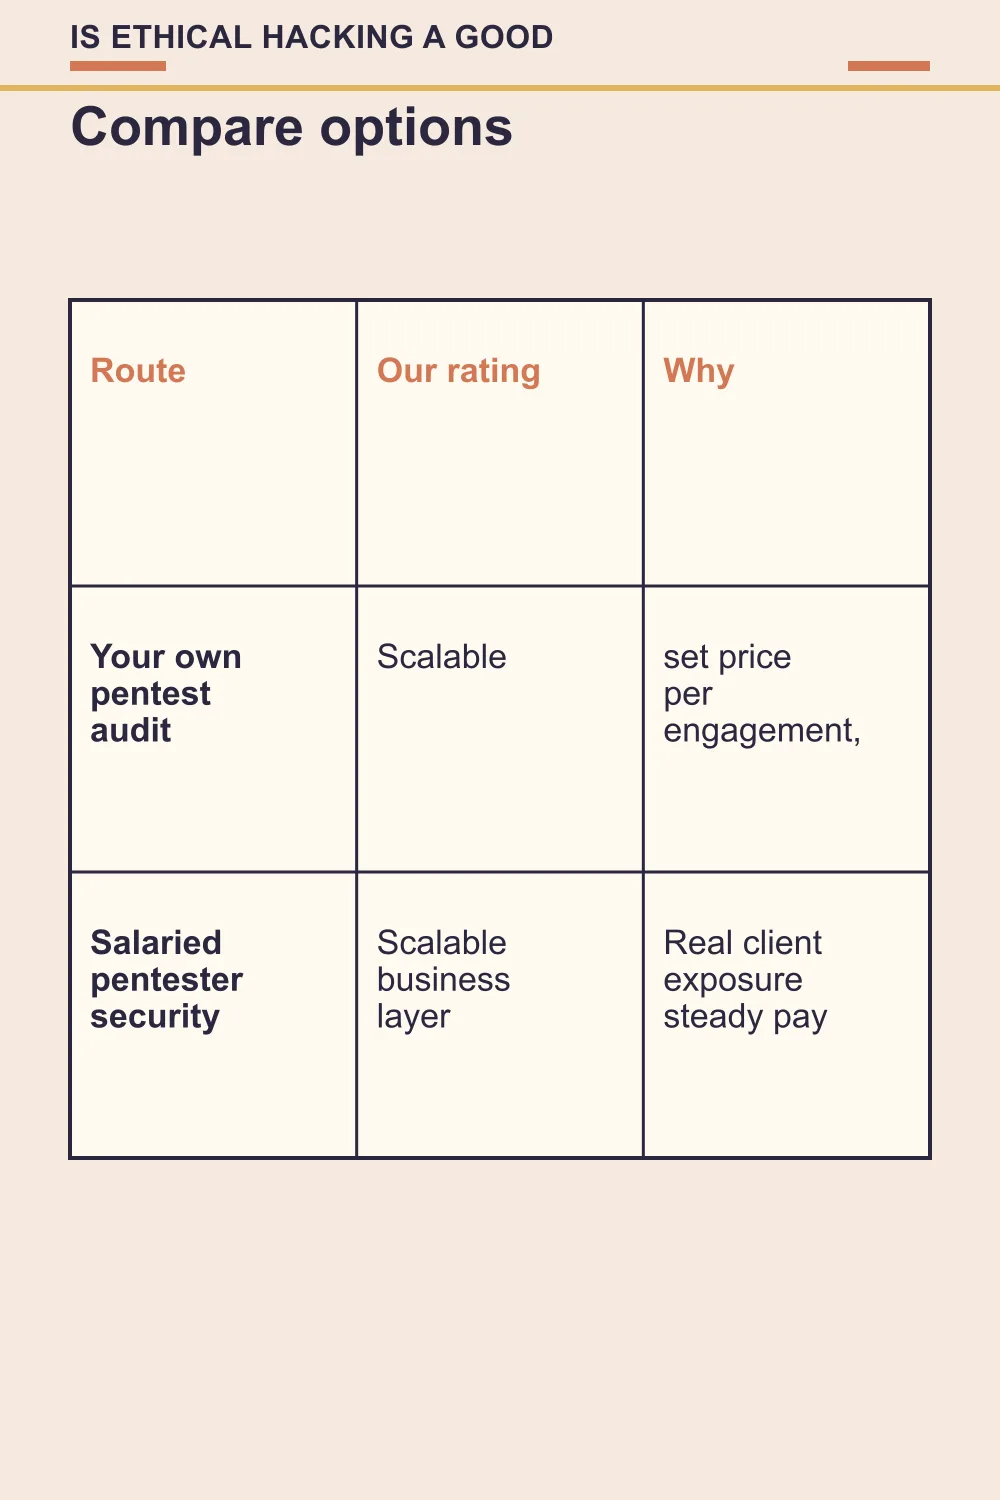 IS ETHICAL HACKING A GOOD
Compare options
Route
Our rating
Why
Your own
pentest
audit
Scalable
set price
per
engagement,
Salaried
pentester
security
Scalable
business
layer
Real client
exposure
steady pay